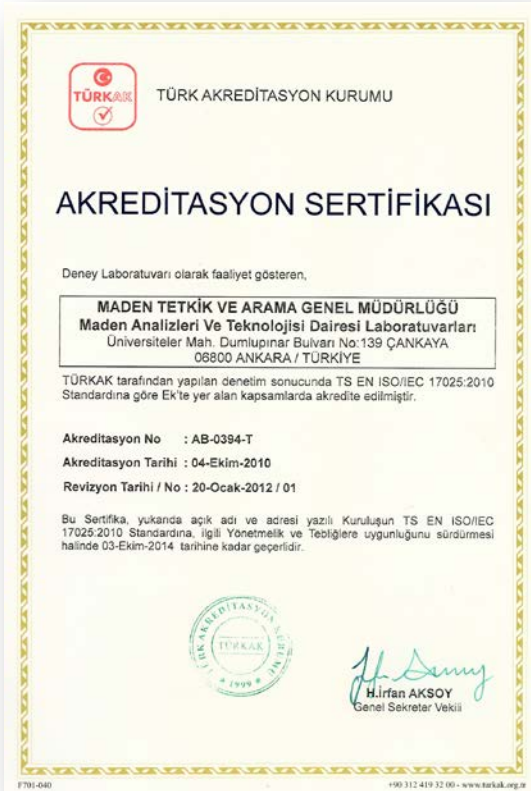 TÜRKAK
TÜRK AKREDİTASYON KURUMU
AKREDİTASYON SERTİFİKASI
Deney Laboratuvarı olarak faaliyet gösteren,
MADEN TETKİK VE ARAMA GENEL MÜDÜRLÜĞÜ
Maden Analizleri Ve Teknolojisi Dairesi Laboratuvarları
Üniversiteler Mah. Dumlupınar Bulvarı No:139 ÇANKAYA
06800 ANKARA / TÜRKİYE
TÜRKAK tarafından yapılan denetim sonucunda TS EN ISO/IEC 17025:2010
Standardına göre Ek'te yer alan kapsamlarda akredite edilmiştir.
Akreditasyon No : AB-0394-T
Akreditasyon Tarihi : 04-Ekim-2010
Revizyon Tarihi / No : 20-Ocak-2012 / 01
Bu Sertifika, yukarıda açık adı ve adresi yazılı Kuruluşun TS EN ISO/IEC
17025:2010 Standardına, ilgili Yönetmelik ve Tebliğlere uygunluğunu sürdürmesi
halinde 03-Ekim-2014 tarihine kadar geçerlidir.
TÜRK AKREDİTASYON KURUMU
TÜRKAK
* 1999 *
H.İrfan AKSOY
Genel Sekreter Vekili
F701-040
+90 312 419 32 00 - www.turkak.org.tr